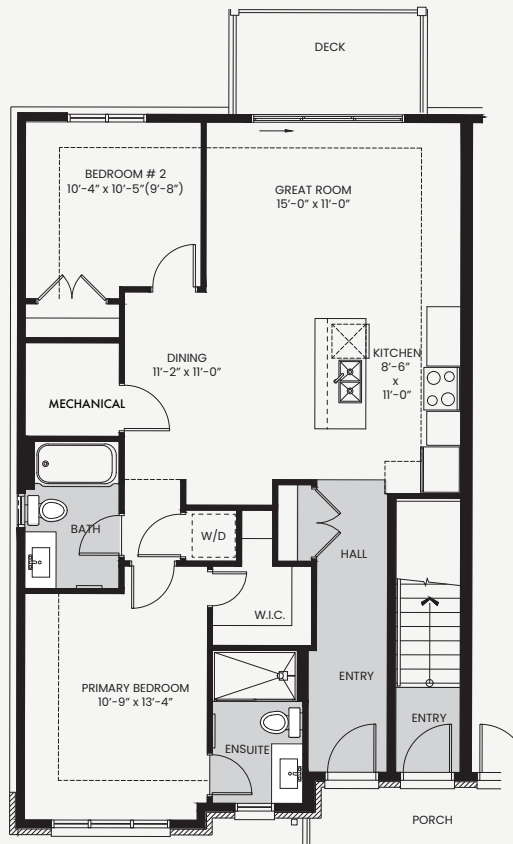 DECK
BEDROOM # 2
10'-4" x 10'-5"(9'-8")
GREAT ROOM
15'-0" x 11'-0"
DINING
11'-2" x 11'-0"
KITCHEN
8'-6"
x
11'-0"
MECHANICAL
BATH
W/D
HALL
W.I.C.
ENTRY
PRIMARY BEDROOM
10'-9" x 13'-4"
ENTRY
ENSUITE
PORCH